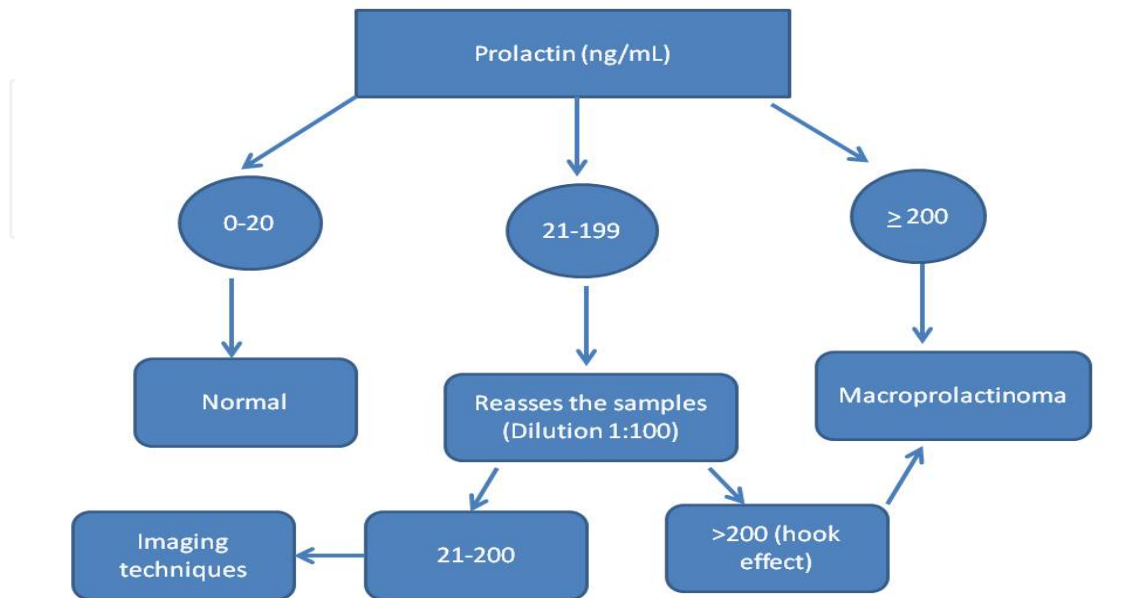 Prolactin (ng/mL)
0-20
21-199
≥ 200
Normal
Reasses the samples
(Dilution 1:100)
Macroprolactinoma
Imaging
techniques
21-200
>200 (hook
effect)